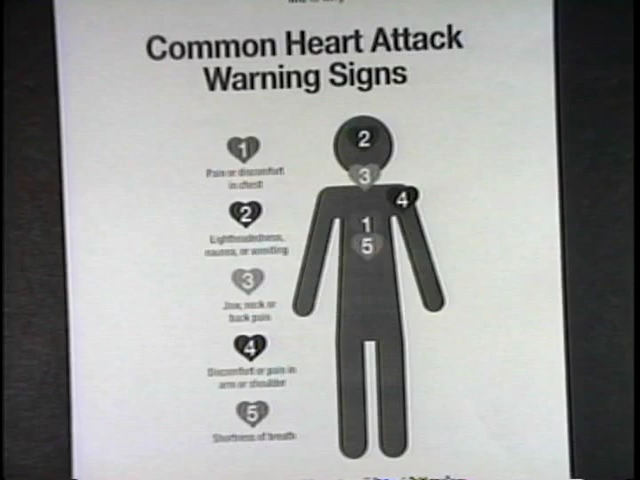 Common Heart Attack
Warning Signs
1
Pain or discomfort
in chest
2
Lightheadedness,
nausea, or vomiting
3
Jaw, neck or
back pain
4
Discomfort or pain in
arm or shoulder
5
Shortness of breath
2
3
4
1
5